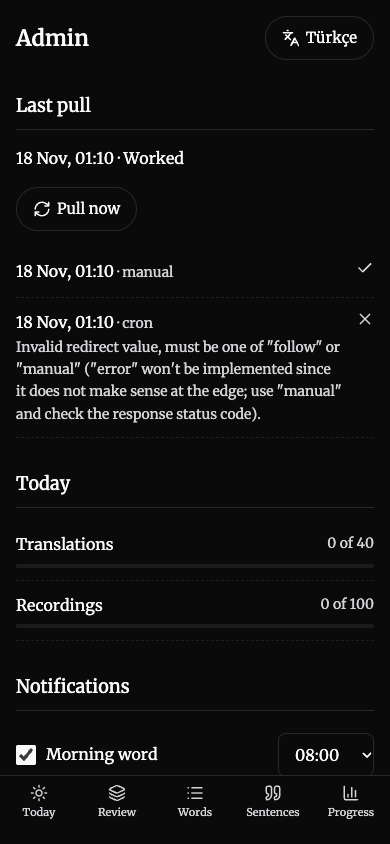 Admin
Türkçe
Last pull
18 Nov, 01:10 · Worked
Pull now
18 Nov, 01:10 · manual
18 Nov, 01:10 · cron
Invalid redirect value, must be one of "follow" or
"manual" ("error" won't be implemented since
it does not make sense at the edge; use "manual"
and check the response status code).
Today
Translations
0 of 40
Recordings
0 of 100
Notifications
Morning word
08:00
Today
Review
Words
Sentences
Progress